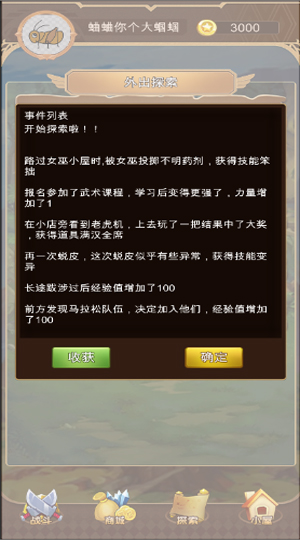 蛐蛐你个大蝈蝈
3000
外出探索
事件列表
开始探索啦！！
路过女巫小屋时,被女巫投掷不明药剂，获得技能笨
拙
报名参加了武术课程，学习后变得更强了，力量增
加了1
在小店旁看到老虎机，上去玩了一把结果中了大奖
，获得道具满汉全席
再一次蜕皮，这次蜕皮似乎有些异常，获得技能变
异
长途跋涉过后经验值增加了100
前方发现马拉松队伍，决定加入他们，经验值增加
了100
收获
确定
战斗
商城
探索
小屋